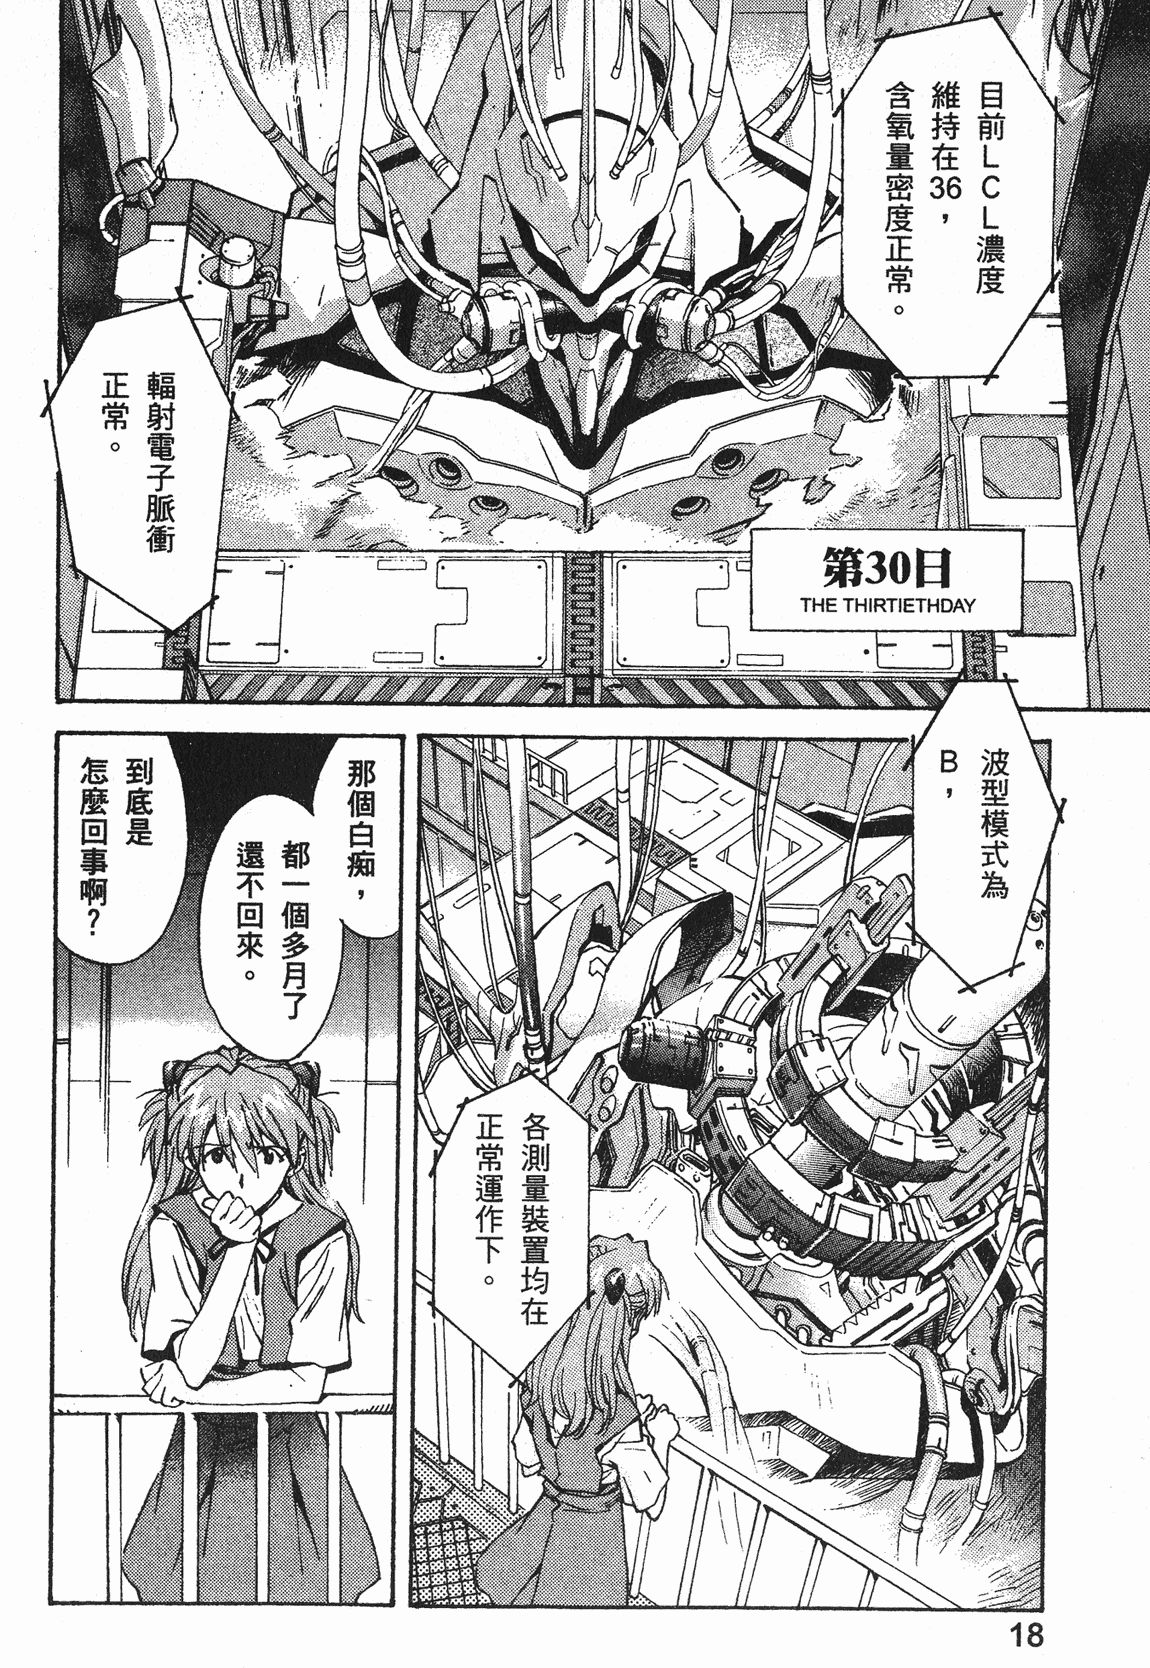 目前LCL濃度
維持在36，
含氧量密度正常。
輻射電子脈衝
正常。
第30日
THE THIRTIETHDAY
波型模式為
B，
各測量裝置均在
正常運作下。
那個白痴，
都一個多月了
還不回來。
到底是
怎麼回事啊？
18